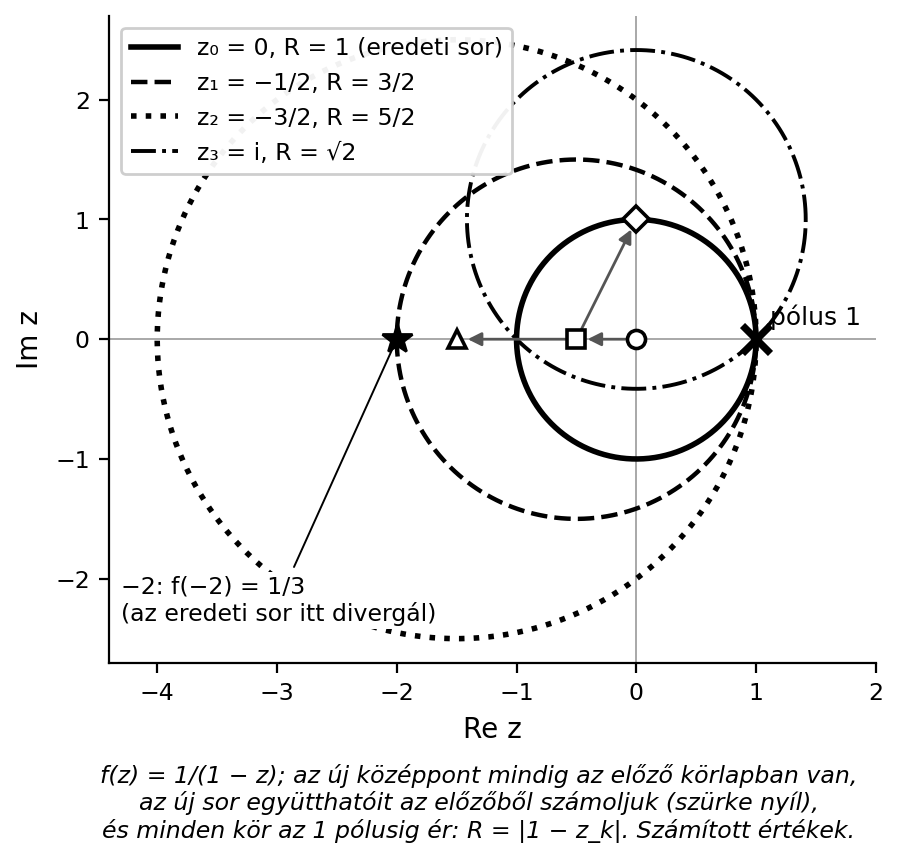 z₀ = 0, R = 1 (eredeti sor)
z₁ = −1/2, R = 3/2
z₂ = −3/2, R = 5/2
z₃ = i, R = √2
2
1
0
−1
−2
Im z
pólus 1
−2: f(−2) = 1/3
(az eredeti sor itt divergál)
−4 −3 −2 −1 0 1 2
Re z
f(z) = 1/(1 − z); az új középpont mindig az előző körlapban van,
az új sor együtthatóit az előzőből számoljuk (szürke nyíl),
és minden kör az 1 pólusig ér: R = |1 − z_k|. Számított értékek.